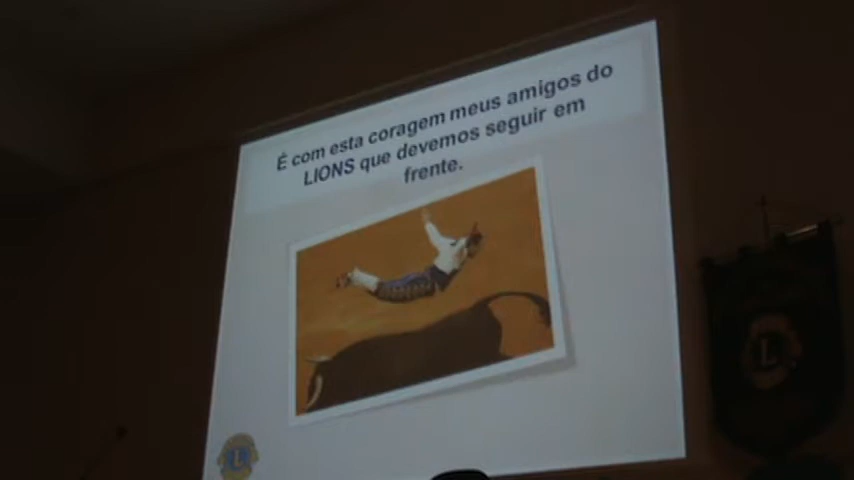 É com esta coragem meus amigos do
LIONS que devemos seguir em
frente.
L
L